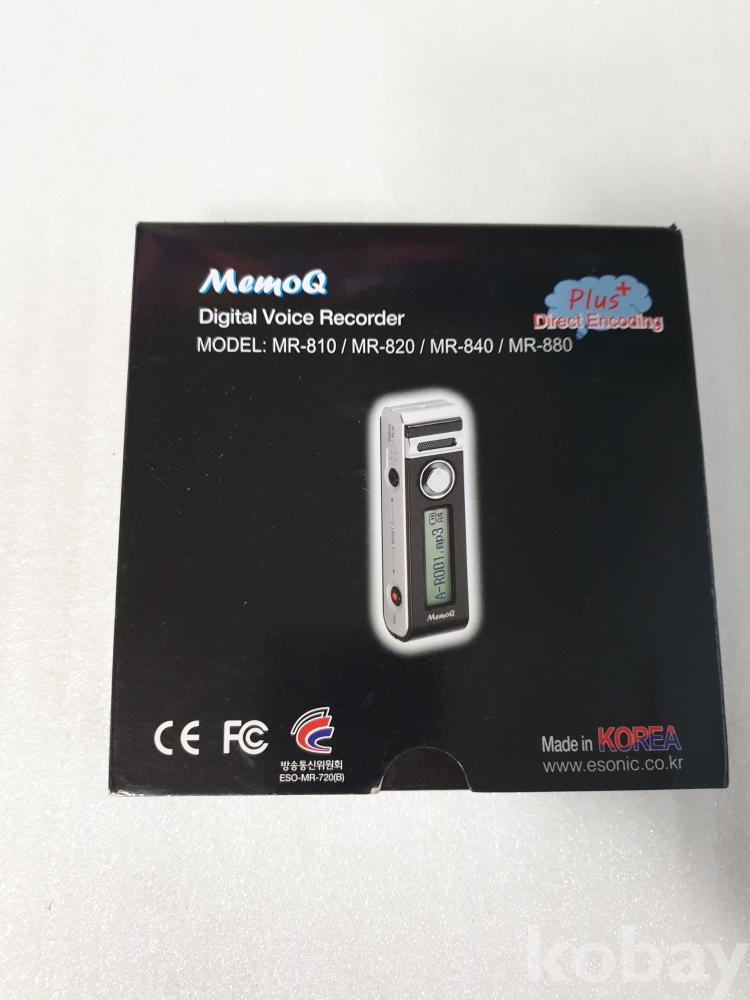 MemoQ
Plus+
Digital Voice Recorder
Direct Encoding
MODEL: MR-810 / MR-820 / MR-840 / MR-880
A-R001.mp3
MemoQ
CE FC
방송통신위원회
ESO-MR-720(B)
Made in KOREA
www.esonic.co.kr
kobay